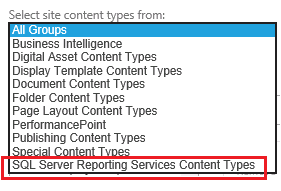 Select site content types from:
All Groups
Business Intelligence
Digital Asset Content Types
Display Template Content Types
Document Content Types
Folder Content Types
Page Layout Content Types
PerformancePoint
Publishing Content Types
Special Content Types
SQL Server Reporting Services Content Types